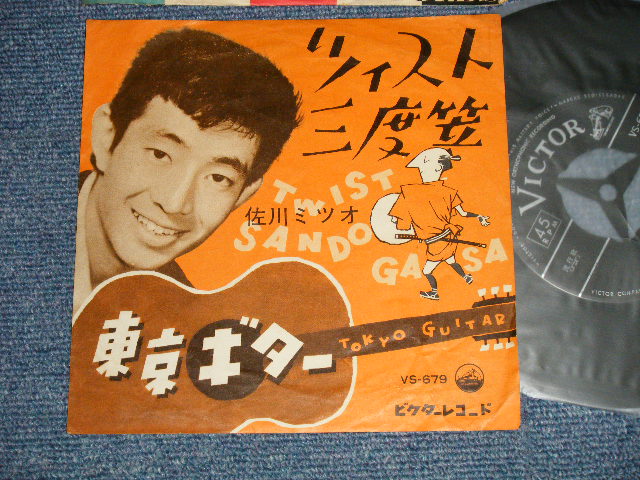 ツイスト
三度笠
TWIST
SANDO
GASA
佐川ミツオ
東京ギター
TOKYO GUITAR
VS-679
ビクターレコード
VICTOR
45
RPM